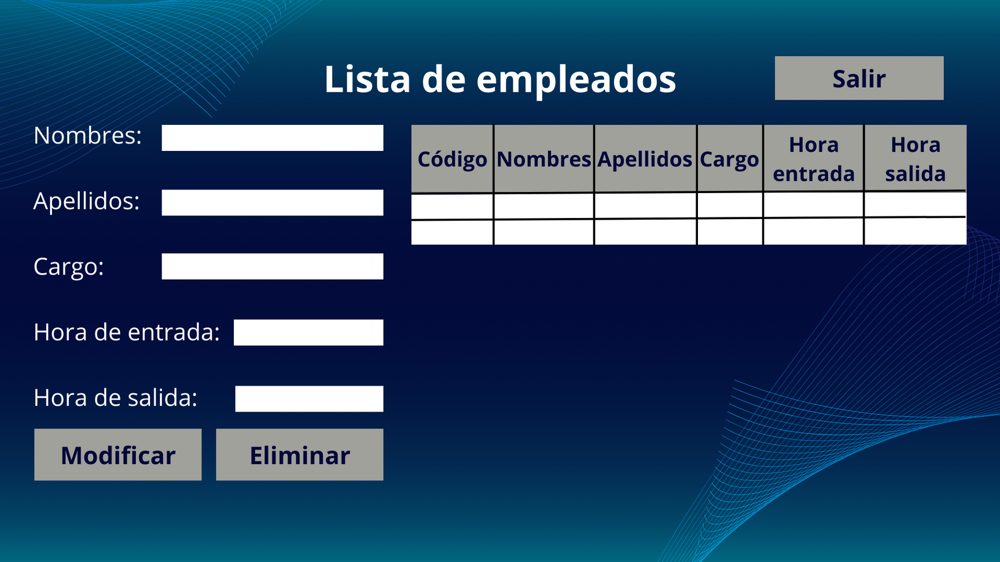 Lista de empleados
Salir
Nombres:
Apellidos:
Cargo:
Hora de entrada:
Hora de salida:
Modificar
Eliminar
Código
Nombres
Apellidos
Cargo
Hora
entrada
Hora
salida